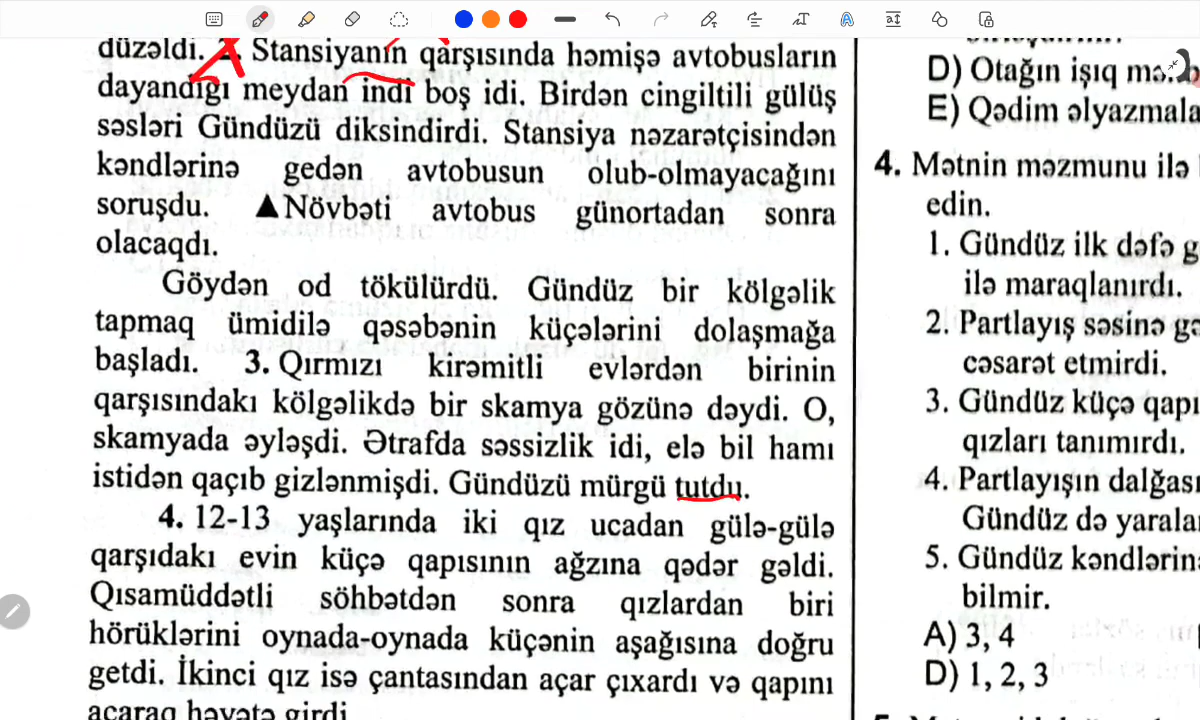 düzəldi. 2. Stansiyanın qarşısında həmişə avtobusların
dayandığı meydan indi boş idi. Birdən cingiltili gülüş
səsləri Gündüzü diksindirdi. Stansiya nəzarətçisindən
kəndlərinə gedən avtobusun olub-olmayacağını
soruşdu. ▲Növbəti avtobus günortadan sonra
olacaqdı.
Göydən od tökülürdü. Gündüz bir kölgəlik
tapmaq ümidilə qəsəbənin küçələrini dolaşmağa
başladı. 3. Qırmızı kirəmitli evlərdən birinin
qarşısındakı kölgəlikdə bir skamya gözünə dəydi. O,
skamyada əyləşdi. Ətrafda səssizlik idi, elə bil hamı
istidən qaçıb gizlənmişdi. Gündüzü mürgü tutdu.
4. 12-13 yaşlarında iki qız ucadan gülə-gülə
qarşıdakı evin küçə qapısının ağzına qədər gəldi.
Qısamüddətli söhbətdən sonra qızlardan biri
hörüklərini oynada-oynada küçənin aşağısına doğru
getdi. İkinci qız isə çantasından açar çıxardı və qapını
açaraq həyətə girdi
D) Otağın işıq
E) Qədim əlyazmala
4. Mətnin məzmunu ilə
edin.
1. Gündüz ilk dəfə
ilə maraqlanırdı.
2. Partlayış səsinə
cəsarət etmirdi.
3. Gündüz küçə qapı
qızları tanımırdı.
4. Partlayışın dalğası
Gündüz də yarala
5. Gündüz kəndlərin
bilmir.
A) 3, 4
D) 1, 2, 3